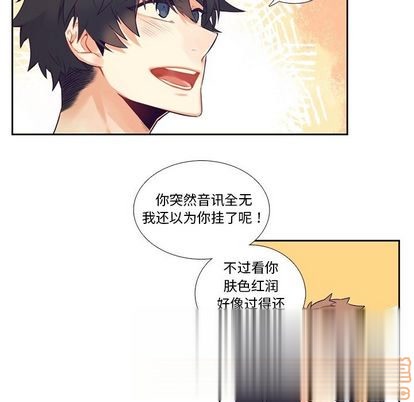 你突然音讯全无
我还以为你挂了呢！
不过看你
肤色红润
好像过得还